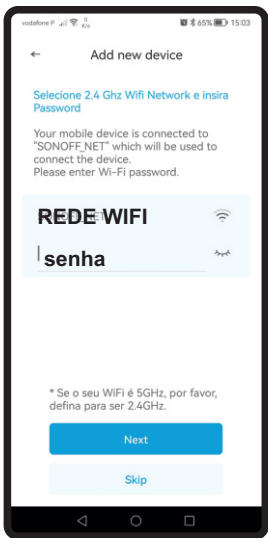 vodafone P 0 K/s 65% 15:03
← Add new device
Selecione 2.4 Ghz Wifi Network e insira
Password
Your mobile device is connected to
"SONOFF_NET" which will be used to
connect the device.
Please enter Wi-Fi password.
REDE WIFI
senha
* Se o seu WiFi é 5GHz, por favor,
defina para ser 2.4GHz.
Next
Skip